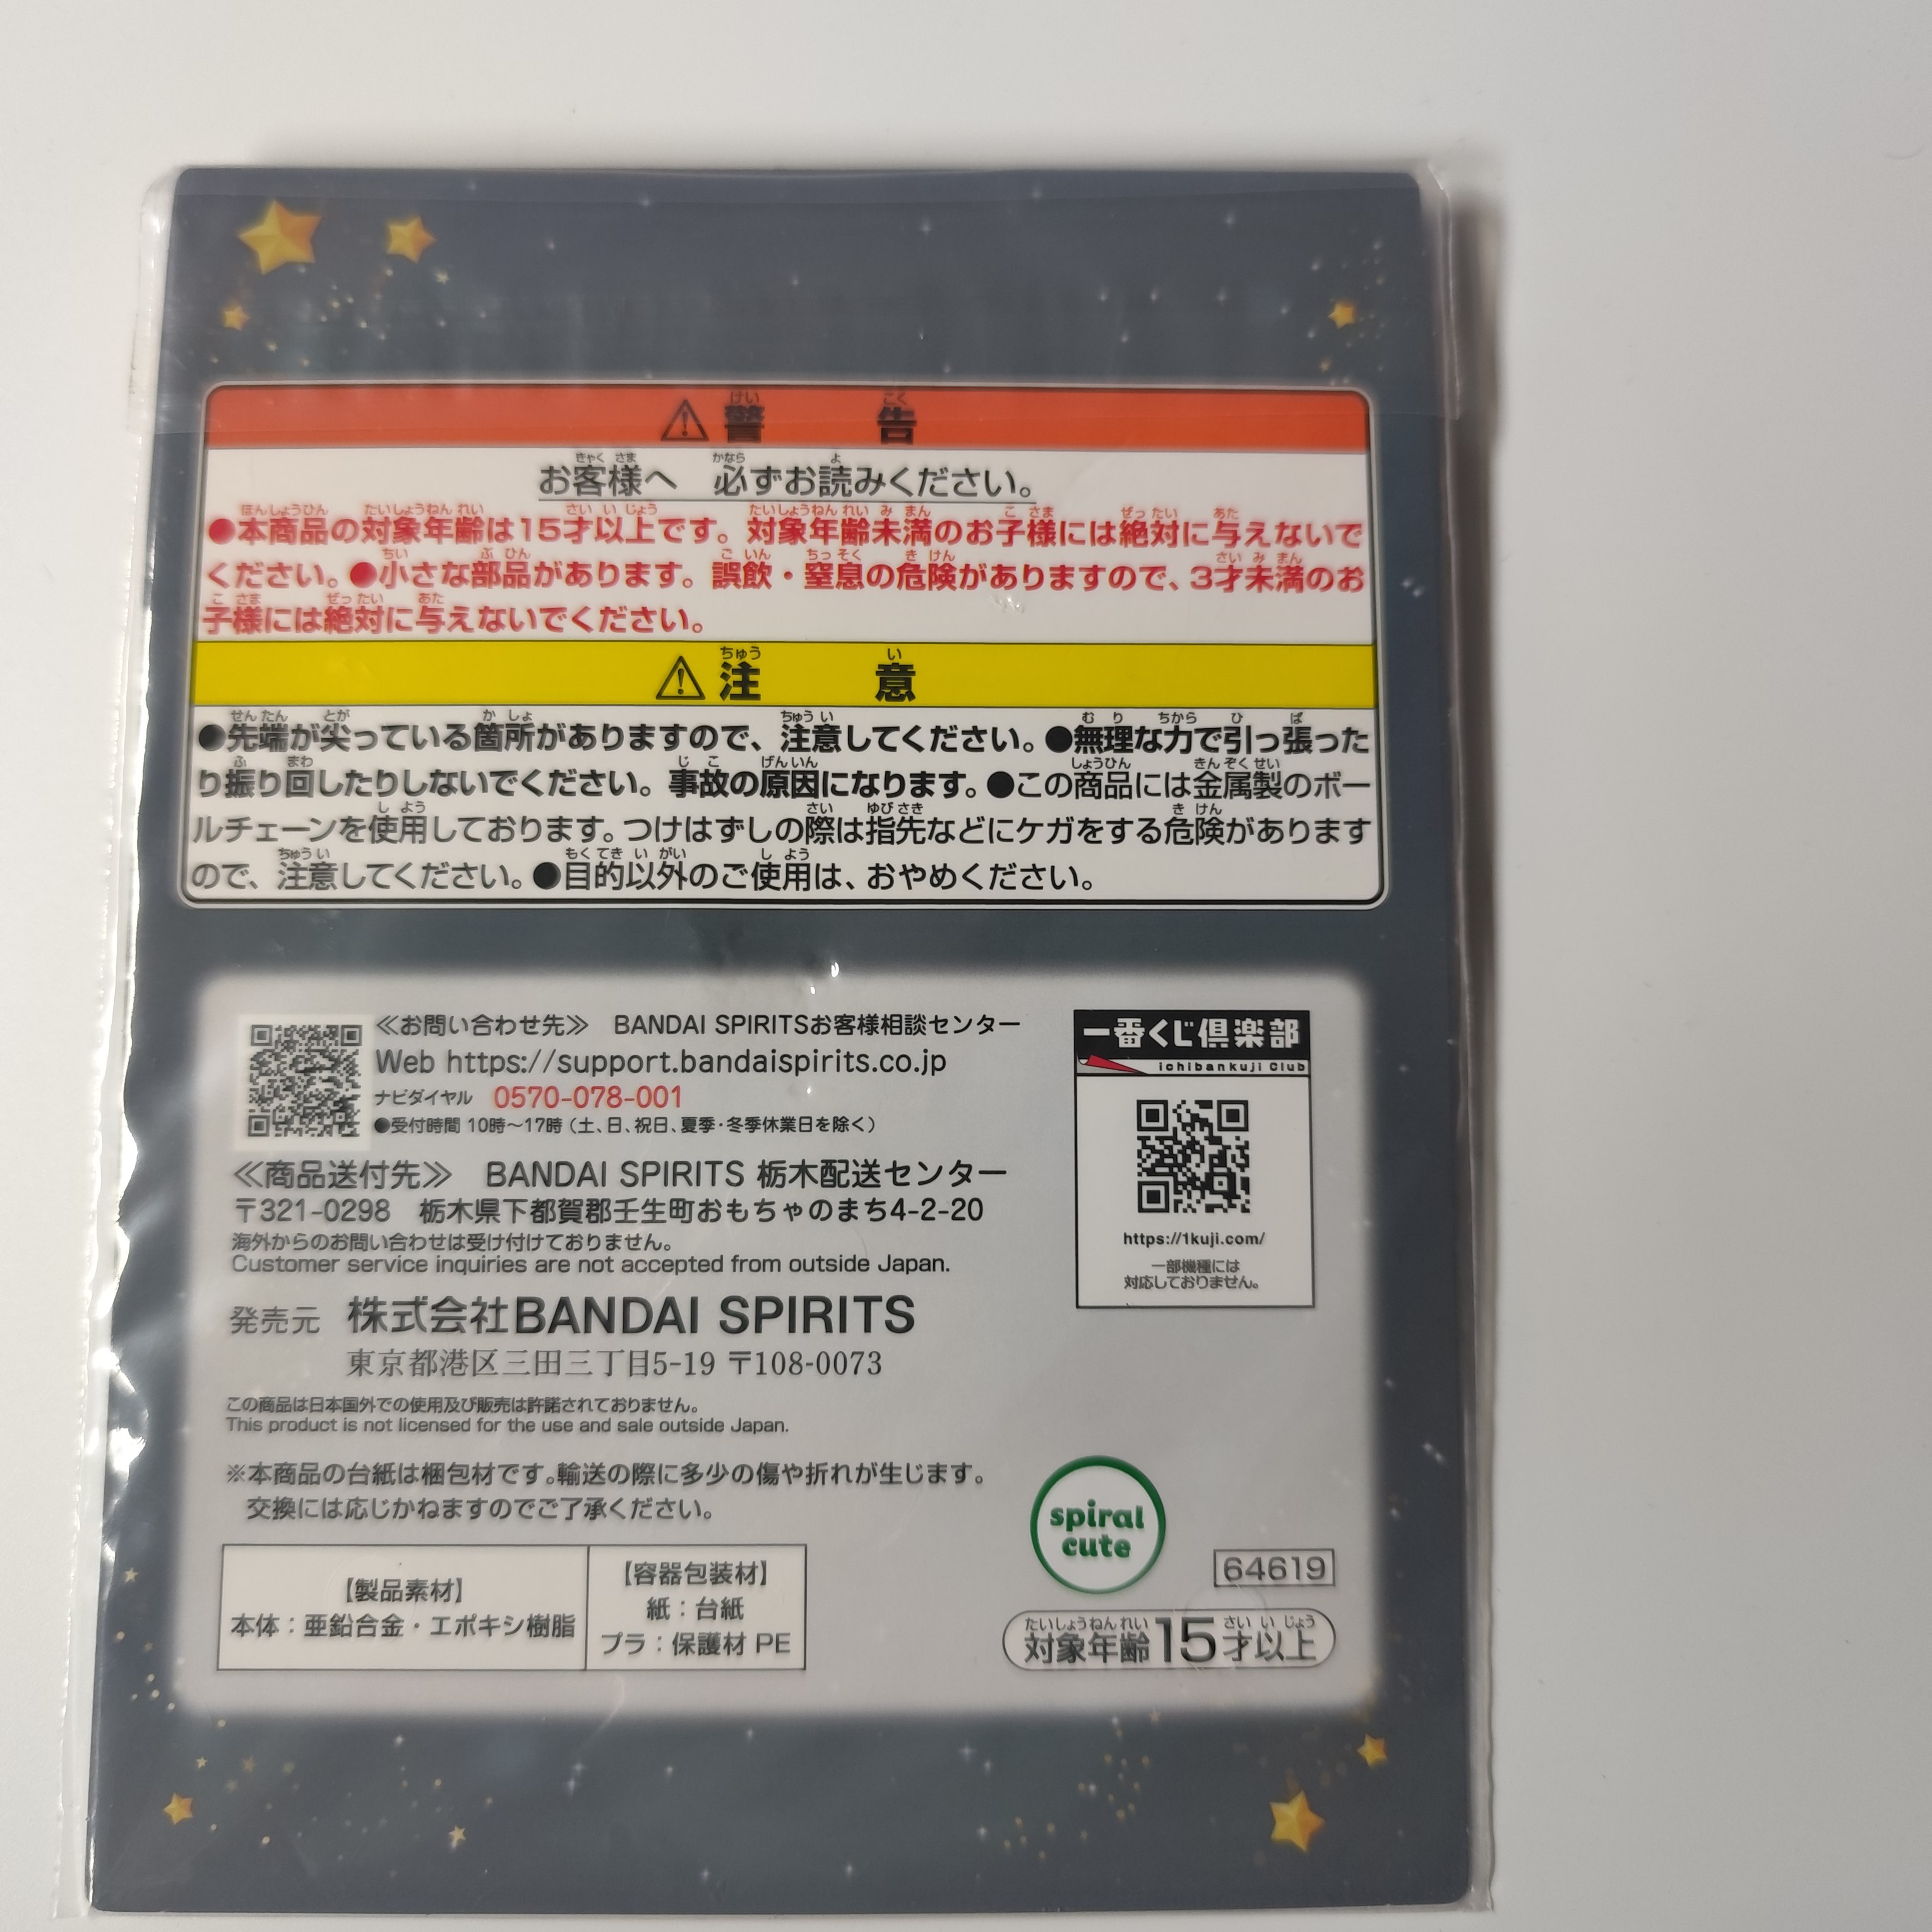 ⚠警告
お客様へ 必ずお読みください。
●本商品の対象年齢は15才以上です。対象年齢未満のお子様には絶対に与えないで
ください。●小さな部品があります。誤飲・窒息の危険がありますので、3才未満のお
子様には絶対に与えないでください。
⚠注意
●先端が尖っている箇所がありますので、注意してください。●無理な力で引っ張った
り振り回したりしないでください。事故の原因になります。●この商品には金属製のボー
ルチェーンを使用しております。つけはずしの際は指先などにケガをする危険があります
ので、注意してください。●目的以外のご使用は、おやめください。
≪お問い合わせ先≫ BANDAI SPIRITSお客様相談センター
Web https://support.bandaispirits.co.jp
ナビダイヤル 0570-078-001
●受付時間 10時~17時(土、日、祝日、夏季・冬季休業日を除く)
≪商品送付先≫ BANDAI SPIRITS 栃木配送センター
〒321-0298 栃木県下都賀郡壬生町おもちゃのまち4-2-20
海外からのお問い合わせは受け付けておりません。
Customer service inquiries are not accepted from outside Japan.
発売元 株式会社BANDAI SPIRITS
東京都港区三田三丁目5-19 〒108-0073
この商品は日本国外での使用及び販売は許諾されておりません。
This product is not licensed for the use and sale outside Japan.
※本商品の台紙は梱包材です。輸送の際に多少の傷や折れが生じます。
交換には応じかねますのでご了承ください。
【製品素材】
本体:亜鉛合金・エポキシ樹脂
【容器包装材】
紙:台紙
プラ:保護材 PE
一番くじ倶楽部
ichibankuji Club
https://1kuji.com/
一部機種には
対応しておりません。
spiral
cute
64619
対象年齢15才以上